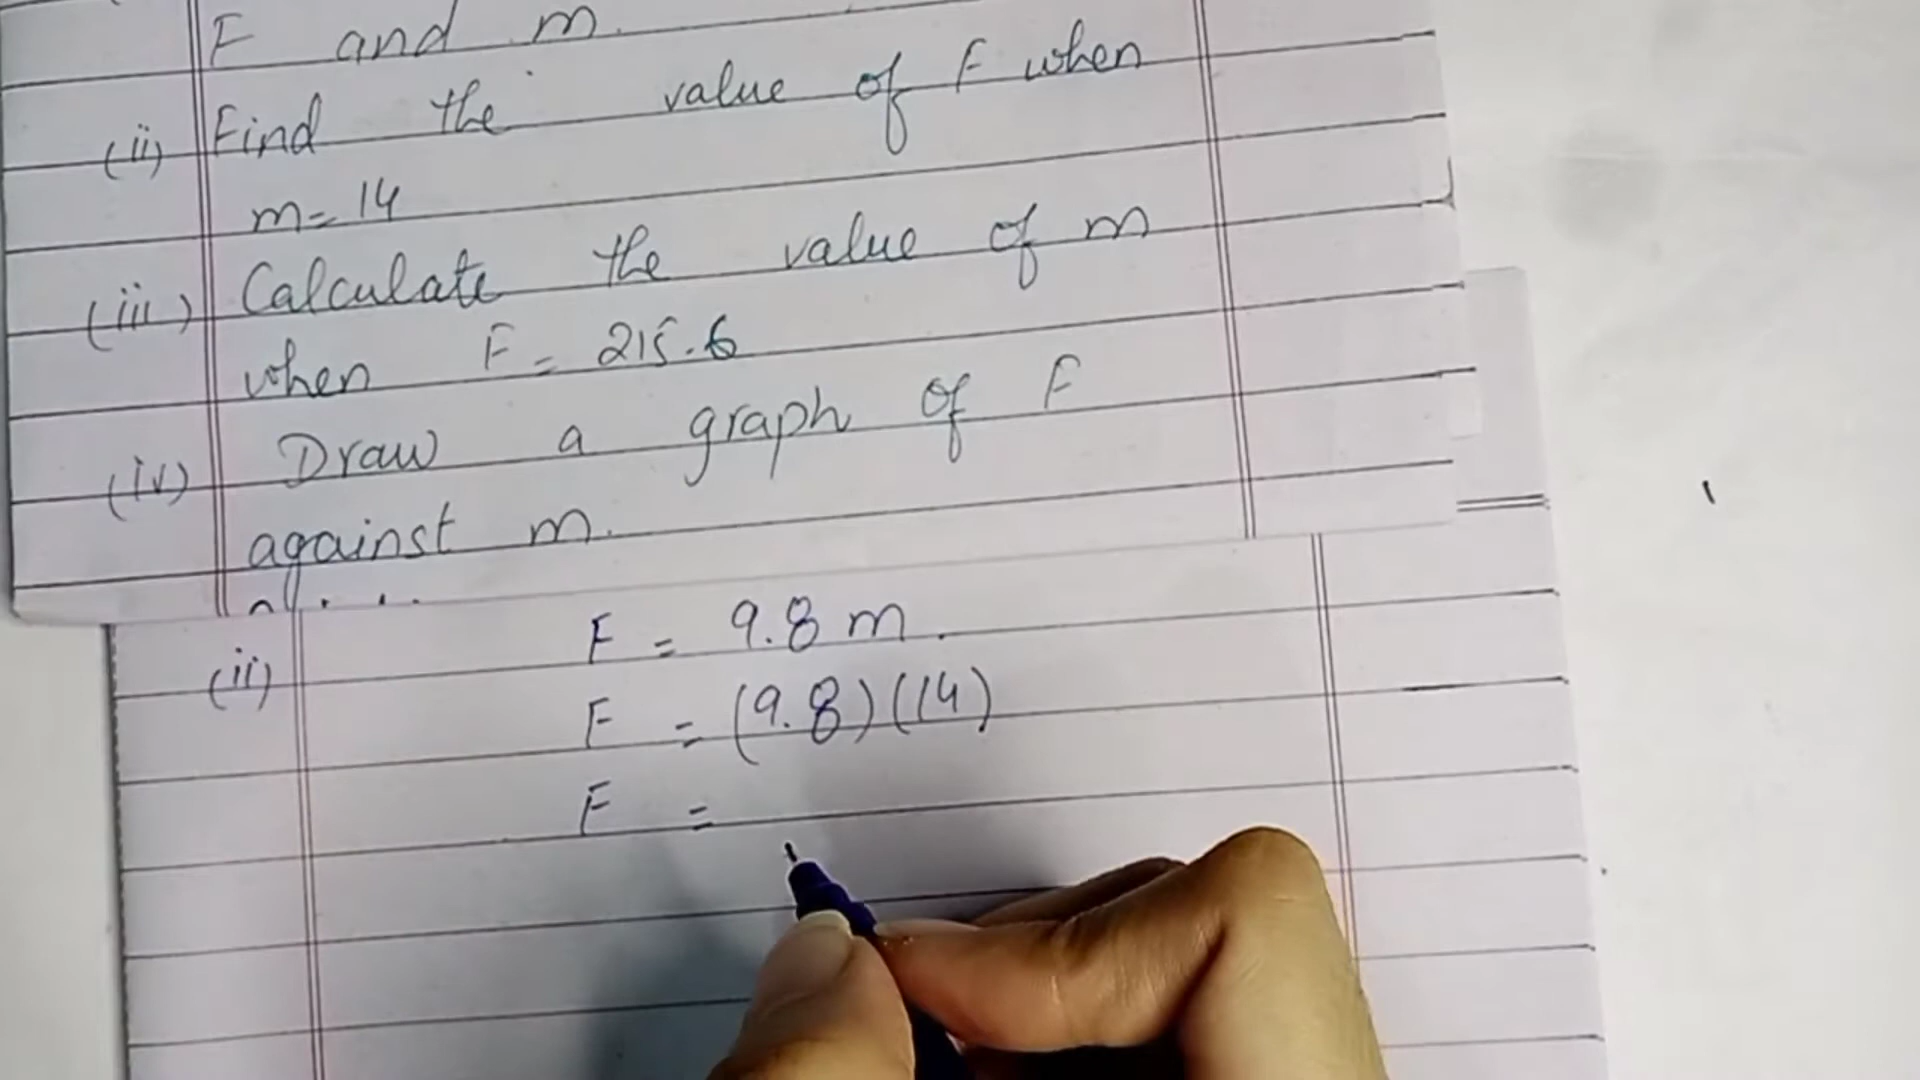 F and m.
(ii) Find the value of F when
m = 14
(iii) Calculate the value of m
when F = 215.6
(iv) Draw a graph of F
against m.
(ii) F = 9.8 m.
F = (9.8)(14)
F =